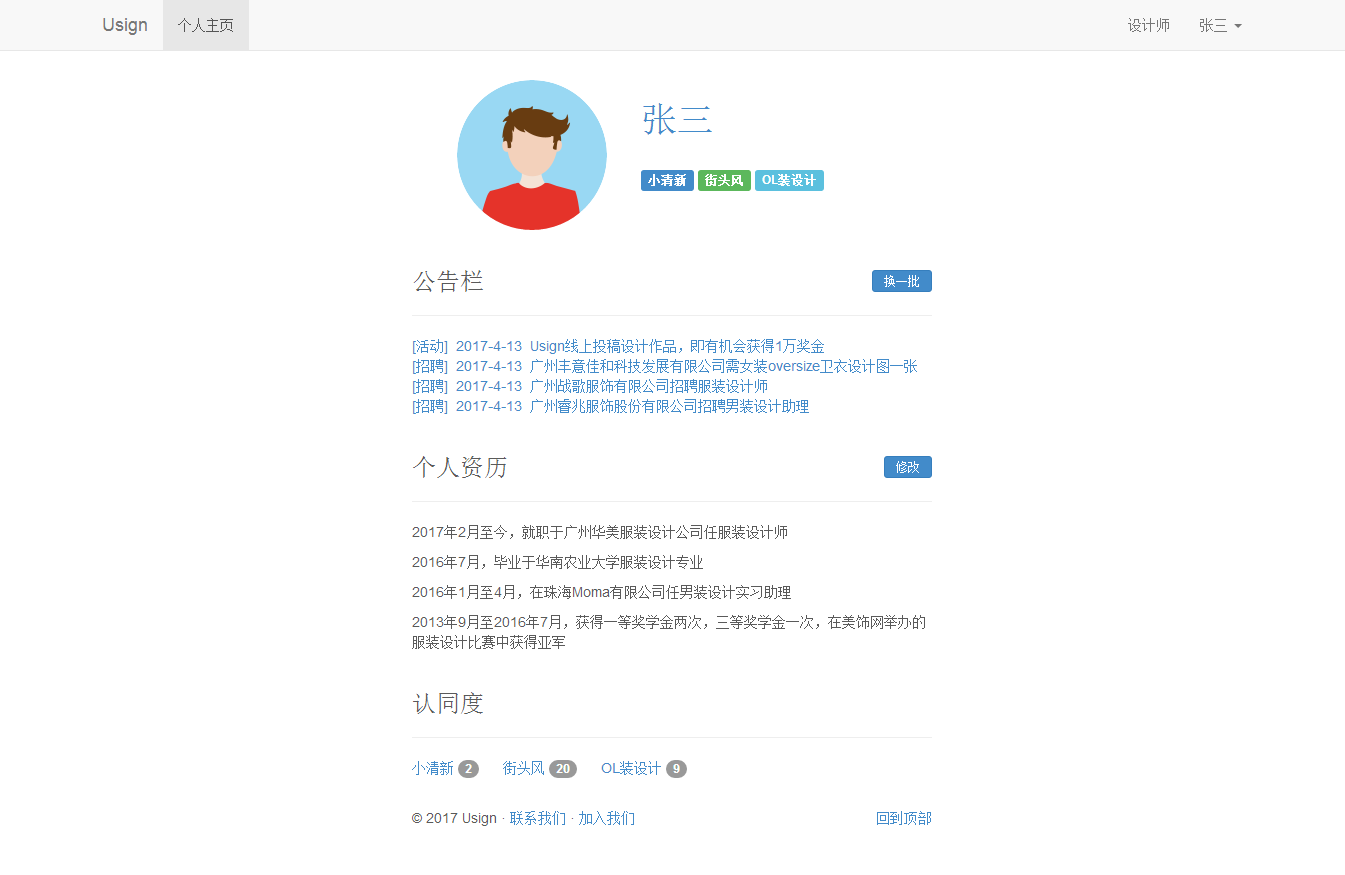 Usign 个人主页 设计师 张三
张三
小清新 街头风 OL装设计
公告栏 换一批
[活动] 2017-4-13 Usign线上投稿设计作品，即有机会获得1万奖金
[招聘] 2017-4-13 广州丰意佳和科技发展有限公司需女装oversize卫衣设计图一张
[招聘] 2017-4-13 广州战歌服饰有限公司招聘服装设计师
[招聘] 2017-4-13 广州睿兆服饰股份有限公司招聘男装设计助理
个人资历 修改
2017年2月至今，就职于广州华美服装设计公司任服装设计师
2016年7月，毕业于华南农业大学服装设计专业
2016年1月至4月，在珠海Moma有限公司任男装设计实习助理
2013年9月至2016年7月，获得一等奖学金两次，三等奖学金一次，在美饰网举办的
服装设计比赛中获得亚军
认同度
小清新 2 街头风 20 OL装设计 9
© 2017 Usign · 联系我们 · 加入我们 回到顶部